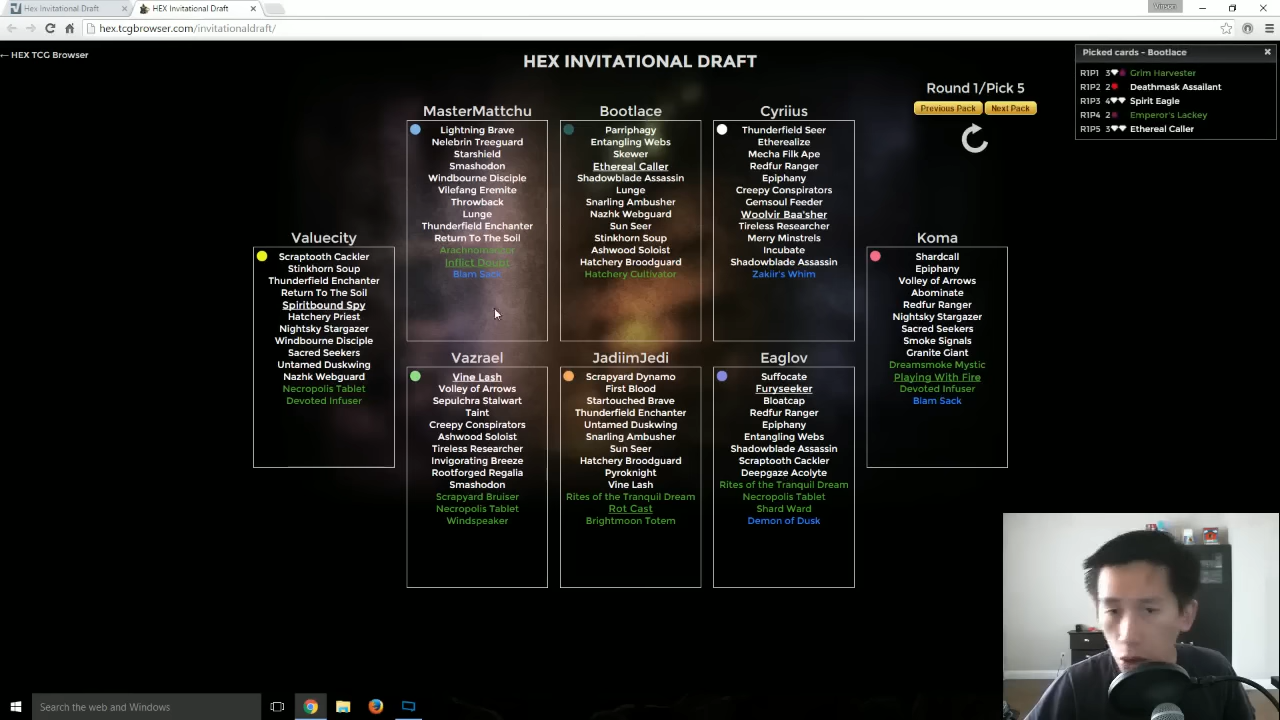 Hex Invitational Draft
HEX Invitational Draft
Vinson
hex.tcgbrowser.com/invitationaldraft/
← HEX TCG Browser
HEX INVITATIONAL DRAFT
Picked cards - Bootlace
R1P1 3 Grim Harvester
R1P2 2 Deathmask Assailant
R1P3 4 Spirit Eagle
R1P4 2 Emperor's Lackey
R1P5 3 Ethereal Caller
Round 1/Pick 5
Previous Pack
Next Pack
MasterMattchu
Lightning Brave
Nelebrin Treeguard
Starshield
Smashodon
Windbourne Disciple
Vilefang Eremite
Throwback
Lunge
Thunderfield Enchanter
Return To The Soil
Inflict Doubt
Blam Sack
Bootlace
Parriphagy
Entangling Webs
Skewer
Ethereal Caller
Shadowblade Assassin
Lunge
Snarling Ambusher
Nazhk Webguard
Sun Seer
Stinkhorn Soup
Ashwood Soloist
Hatchery Broodguard
Hatchery Cultivator
Cyriius
Thunderfield Seer
Etherealize
Mecha Filk Ape
Redfur Ranger
Epiphany
Creepy Conspirators
Gemsoul Feeder
Woolvir Baa'sher
Tireless Researcher
Merry Minstrels
Incubate
Shadowblade Assassin
Zakiir's Whim
Valuecity
Scraptooth Cackler
Stinkhorn Soup
Thunderfield Enchanter
Return To The Soil
Spiritbound Spy
Hatchery Priest
Nightsky Stargazer
Windbourne Disciple
Sacred Seekers
Untamed Duskwing
Nazhk Webguard
Necropolis Tablet
Devoted Infuser
Koma
Shardcall
Epiphany
Volley of Arrows
Abominate
Redfur Ranger
Nightsky Stargazer
Sacred Seekers
Smoke Signals
Granite Giant
Dreamsmoke Mystic
Playing With Fire
Devoted Infuser
Blam Sack
Vazrael
Vine Lash
Volley of Arrows
Sepulchra Stalwart
Taint
Creepy Conspirators
Ashwood Soloist
Tireless Researcher
Invigorating Breeze
Rootforged Regalia
Smashodon
Scrapyard Bruiser
Necropolis Tablet
Windspeaker
JadiimJedi
Scrapyard Dynamo
First Blood
Startouched Brave
Thunderfield Enchanter
Untamed Duskwing
Snarling Ambusher
Sun Seer
Hatchery Broodguard
Pyroknight
Vine Lash
Rites of the Tranquil Dream
Rot Cast
Brightmoon Totem
Eaglov
Suffocate
Furyseeker
Bloatcap
Redfur Ranger
Epiphany
Entangling Webs
Shadowblade Assassin
Scraptooth Cackler
Deepgaze Acolyte
Rites of the Tranquil Dream
Necropolis Tablet
Shard Ward
Demon of Dusk
Search the web and Windows